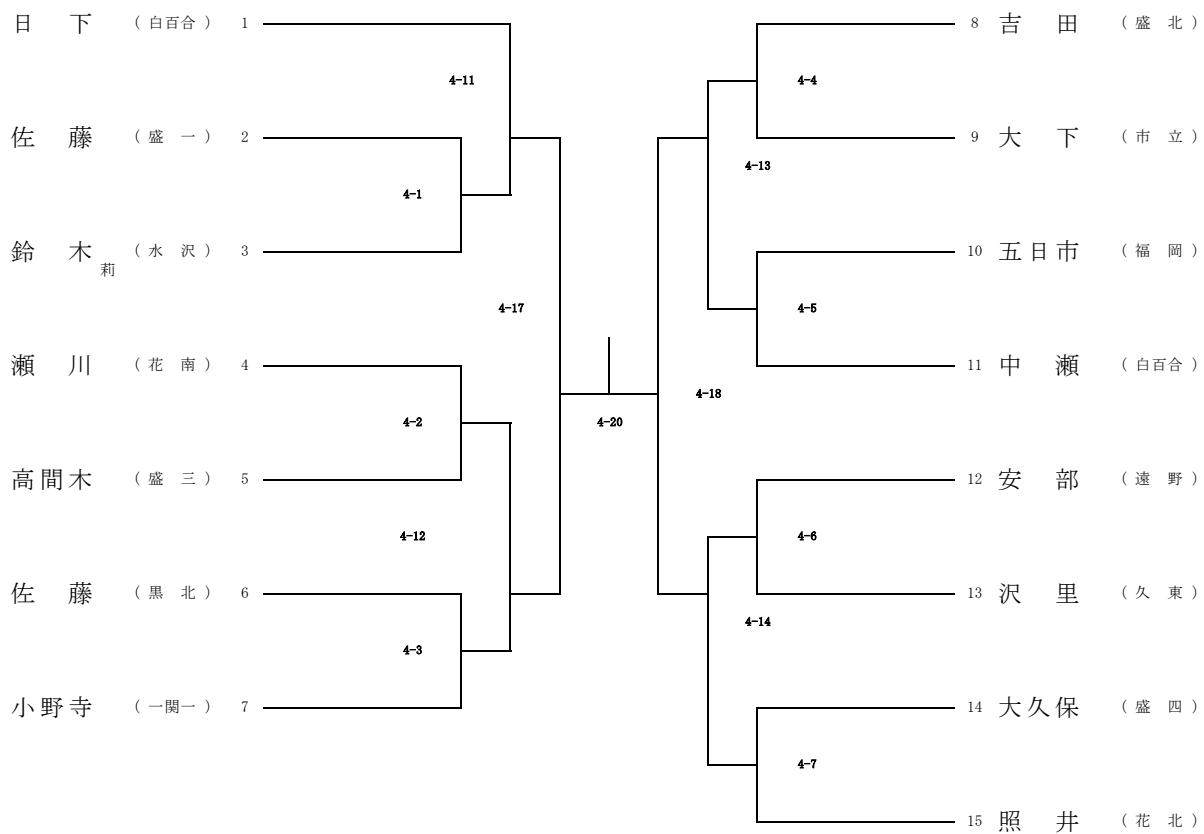 日 下 （ 白百合 ） 1
4-11
佐 藤 （ 盛 一 ） 2
4-1
鈴 木 莉 （ 水 沢 ） 3
4-17
瀬 川 （ 花 南 ） 4
4-2
高間木 （ 盛 三 ） 5
4-12
佐 藤 （ 黒 北 ） 6
4-3
小野寺 （ 一関一 ） 7
4-20
8 吉 田 （ 盛 北 ）
4-4
9 大 下 （ 市 立 ）
4-13
10 五日市 （ 福 岡 ）
4-5
11 中 瀬 （ 白百合 ）
4-18
12 安 部 （ 遠 野 ）
4-6
13 沢 里 （ 久 東 ）
4-14
14 大久保 （ 盛 四 ）
4-7
15 照 井 （ 花 北 ）